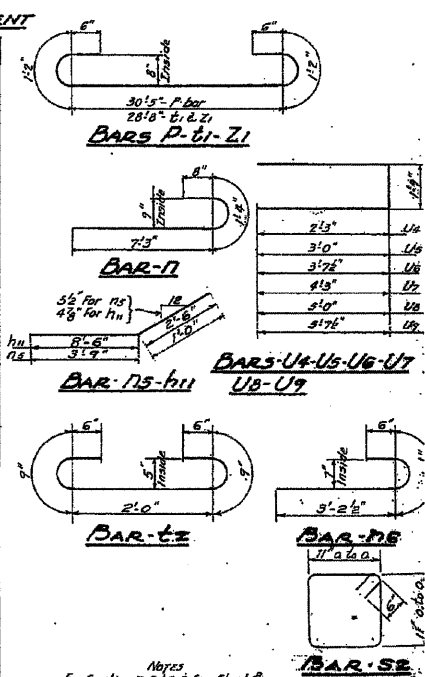 ENT
6"
6"
1'-2"
8"
Inside
1'-2"
30'-5"- P-bar
28'-8"- t1 & z1
BARS P-t1-Z1
8"
9"
Inside
1'-4"
7'-3"
BAR-n
2'-3" U4
3'-0" U5
3'-7½" U6
4'-3" U7
5'-0" U8
5'-7½" U9
12
5½" For n5
4⅞" For h11
2'-6"
1'-0"
h11 8'-6"
n5 3'-9"
BAR-n5-h11
BARS-U4-U5-U6-U7
U8-U9
6"
6"
6"
9"
5"
Inside
9"
7"
Inside
2'-0"
3'-2½"
BAR-t2
BAR-n6
11" o. to o.
6"
11" o. to o.
BAR-S2
NOTES